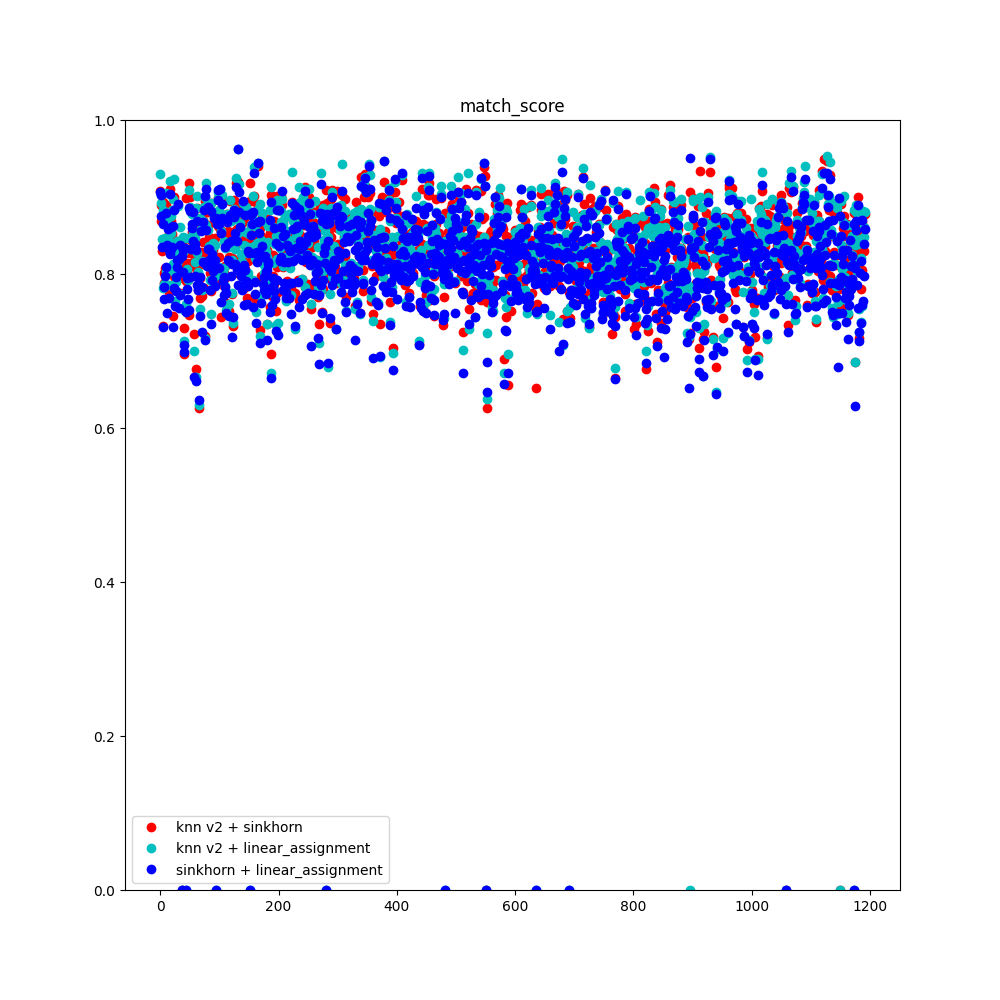 match_score
1.0
0.8
0.6
0.4
0.2
0.0
knn v2 + sinkhorn
knn v2 + linear_assignment
sinkhorn + linear_assignment
0 200 400 600 800 1000 1200